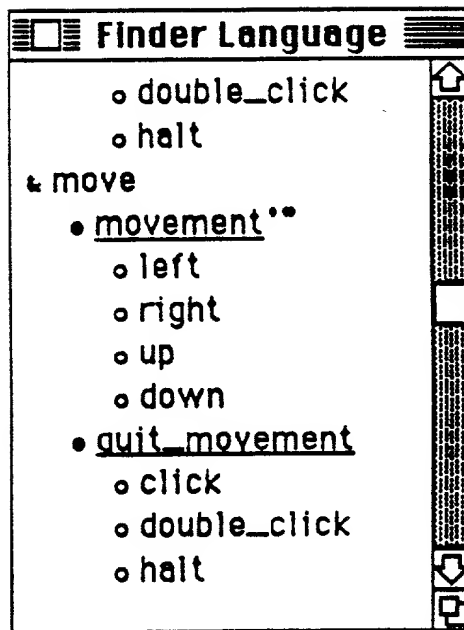 Finder Language
double_click
halt
& move
movement'∞
left
right
up
down
quit_movement
click
double_click
halt